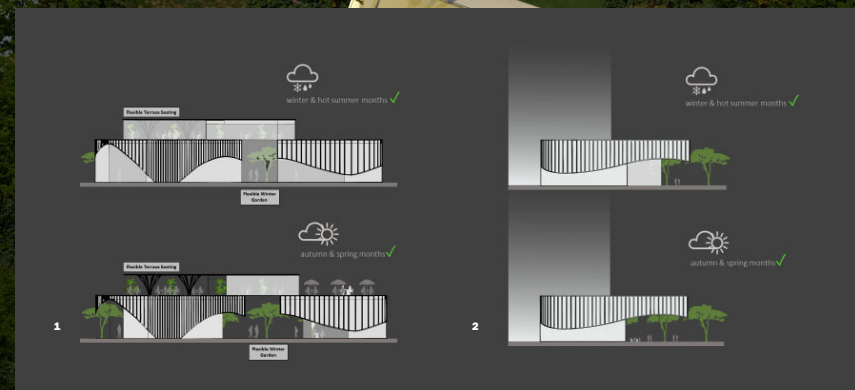 winter & hot summer months
Flexible Terrace Seating
Flexible Winter
Garden
autumn & spring months
Flexible Terrace Seating
1
Flexible Winter
Garden
winter & hot summer months
autumn & spring months
2